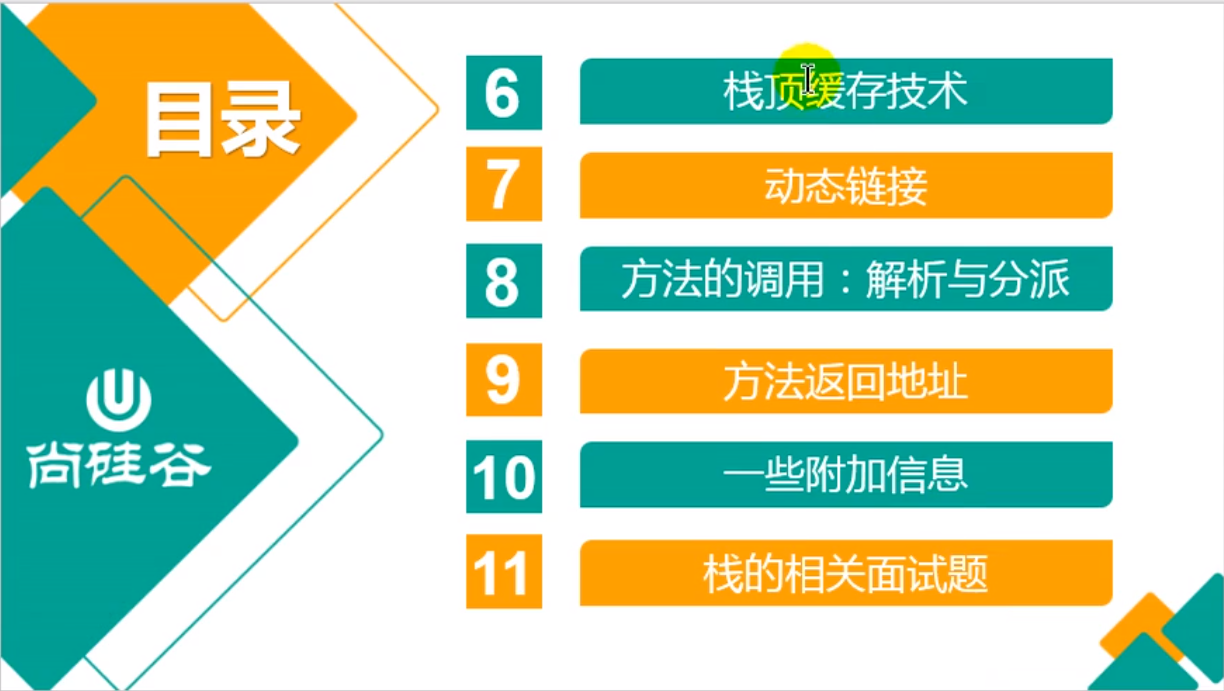 目录
6
栈顶缓存技术
7
动态链接
8
方法的调用：解析与分派
9
方法返回地址
10
一些附加信息
11
栈的相关面试题
尚硅谷